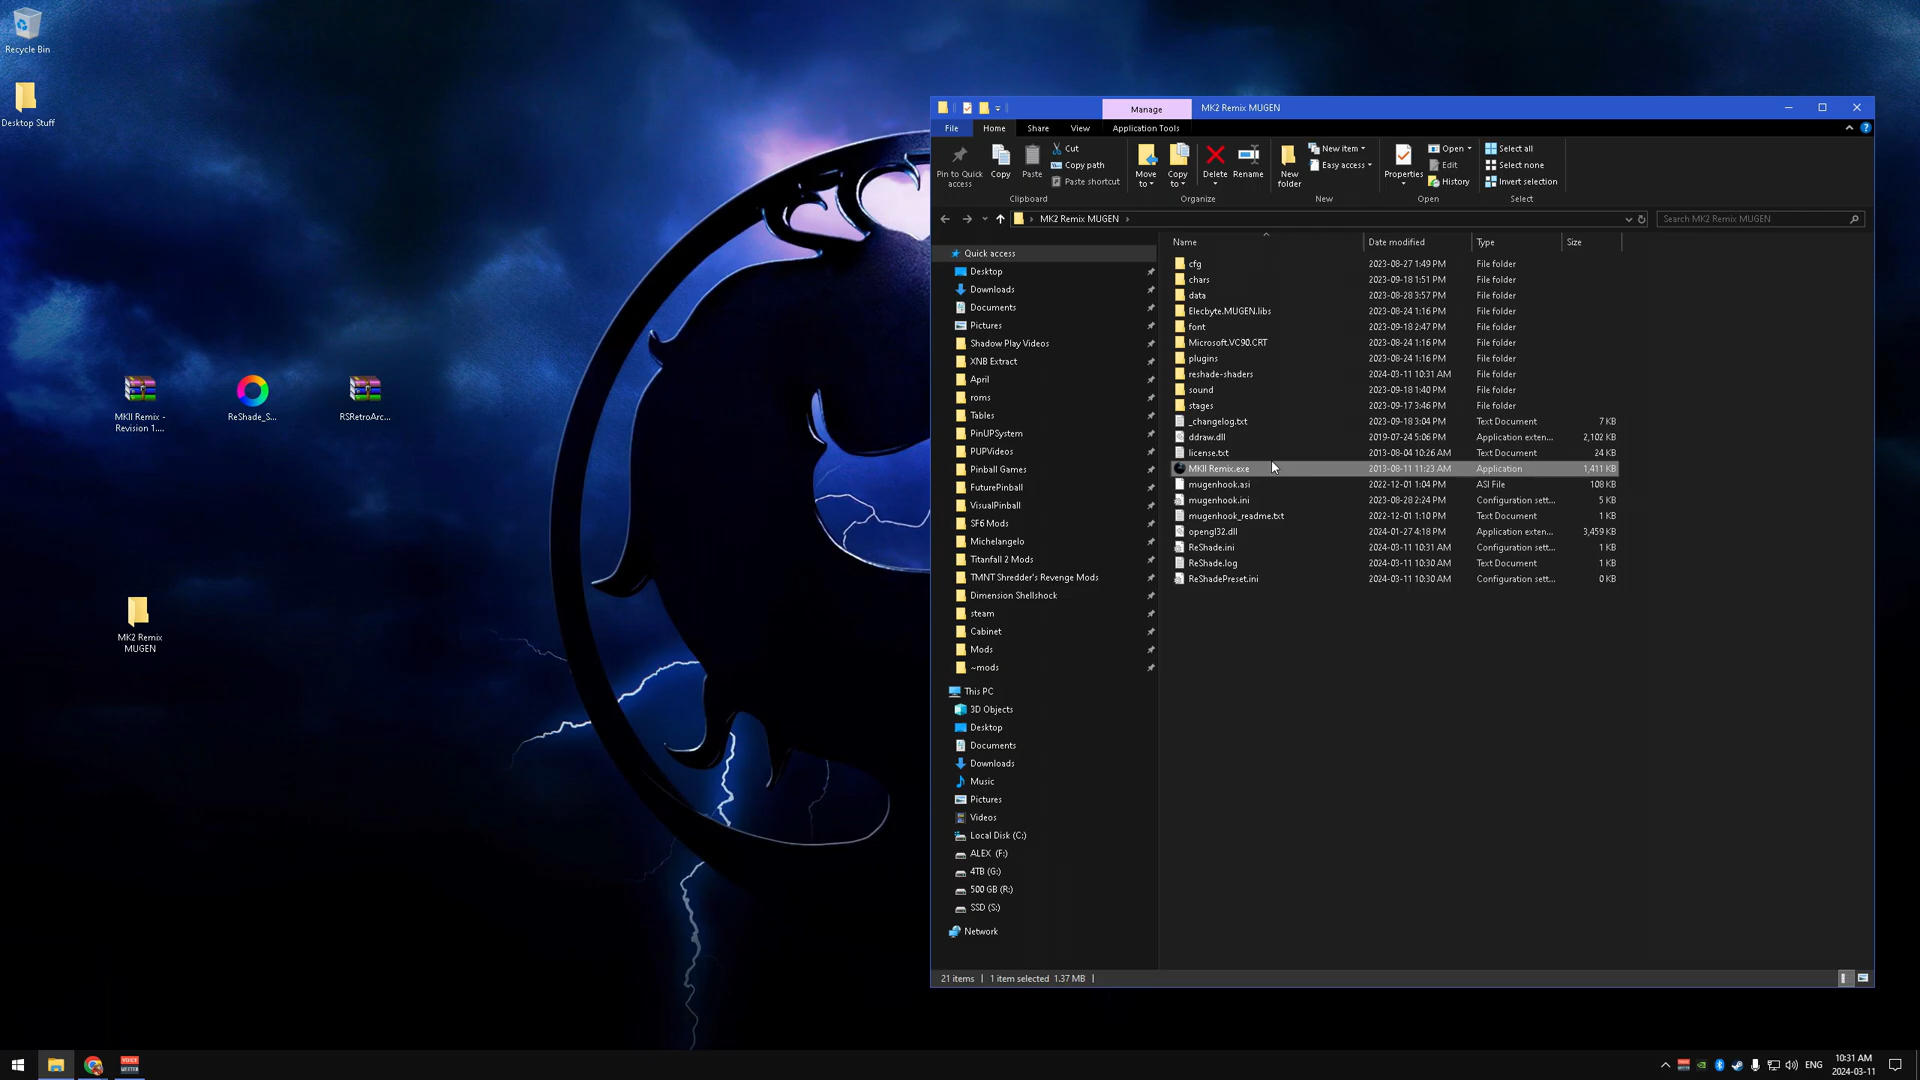 Recycle Bin
Desktop Stuff
MKII Remix -
Revision 1....
ReShade_S...
RSRetroArc...
MK2 Remix
MUGEN
Manage
MK2 Remix MUGEN
File
Home
Share
View
Application Tools
Pin to Quick
access
Copy
Paste
Cut
Copy path
Paste shortcut
Clipboard
Move
to
Copy
to
Delete
Rename
Organize
New
folder
New item
Easy access
New
Properties
Open
Edit
History
Open
Select all
Select none
Invert selection
Select
MK2 Remix MUGEN
Search MK2 Remix MUGEN
Quick access
Desktop
Downloads
Documents
Pictures
Shadow Play Videos
XNB Extract
April
roms
Tables
PinUPSystem
PUPVideos
Pinball Games
FuturePinball
VisualPinball
SF6 Mods
Michelangelo
Titanfall 2 Mods
TMNT Shredder's Revenge Mods
Dimension Shellshock
steam
Cabinet
Mods
~mods
This PC
3D Objects
Desktop
Documents
Downloads
Music
Pictures
Videos
Local Disk (C:)
ALEX (F:)
4TB (G:)
500 GB (R:)
SSD (S:)
Network
Name Date modified Type Size
cfg 2023-08-27 1:49 PM File folder
chars 2023-09-18 1:51 PM File folder
data 2023-08-28 3:57 PM File folder
Elecbyte.MUGEN.libs 2023-08-24 1:16 PM File folder
font 2023-09-18 2:47 PM File folder
Microsoft.VC90.CRT 2023-08-24 1:16 PM File folder
plugins 2023-08-24 1:16 PM File folder
reshade-shaders 2024-03-11 10:31 AM File folder
sound 2023-09-18 1:40 PM File folder
stages 2023-09-17 3:46 PM File folder
_changelog.txt 2023-09-18 3:04 PM Text Document 7 KB
ddraw.dll 2019-07-24 5:06 PM Application exten... 2,102 KB
license.txt 2013-08-04 10:26 AM Text Document 24 KB
MKII Remix.exe 2013-08-11 11:23 AM Application 1,411 KB
mugenhook.asi 2022-12-01 1:04 PM ASI File 108 KB
mugenhook.ini 2023-08-28 2:24 PM Configuration sett... 5 KB
mugenhook_readme.txt 2022-12-01 1:10 PM Text Document 1 KB
opengl32.dll 2024-01-27 4:18 PM Application exten... 3,459 KB
ReShade.ini 2024-03-11 10:31 AM Configuration sett... 1 KB
ReShade.log 2024-03-11 10:30 AM Text Document 1 KB
ReShadePreset.ini 2024-03-11 10:30 AM Configuration sett... 0 KB
21 items
1 item selected 1.37 MB
ENG
10:31 AM
2024-03-11